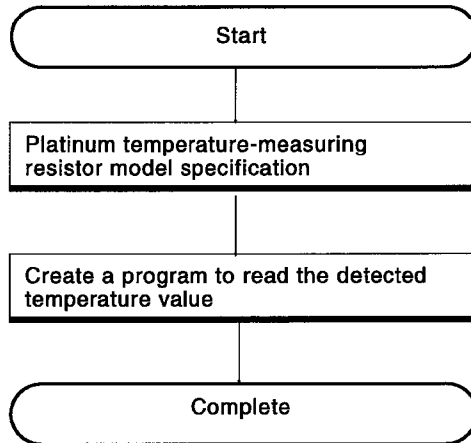 Start
Platinum temperature-measuring
resistor model specification
Create a program to read the detected
temperature value
Complete